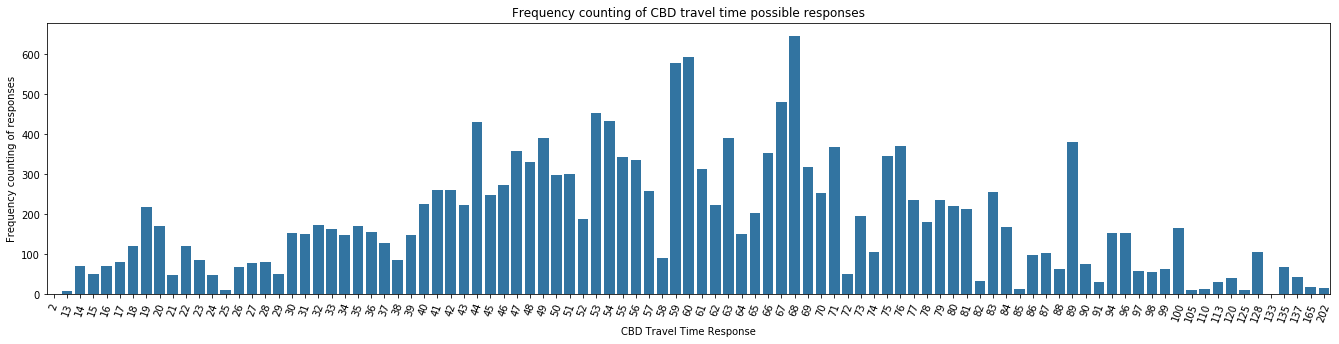 Frequency counting of CBD travel time possible responses
Frequency counting of responses
600
500
400
300
200
100
0
2 13 14 15 16 17 18 19 20 21 22 23 24 25 26 27 28 29 30 31 32 33 34 35 36 37 38 39 40 41 42 43 44 45 46 47 48 49 50 51 52 53 54 55 56 57 58 59 60 61 62 63 64 65 66 67 68 69 70 71 72 73 74 75 76 77 78 79 80 81 82 83 84 85 86 87 88 89 90 91 94 96 97 98 99 100 105 110 113 120 125 128 133 135 137 165 202
CBD Travel Time Response